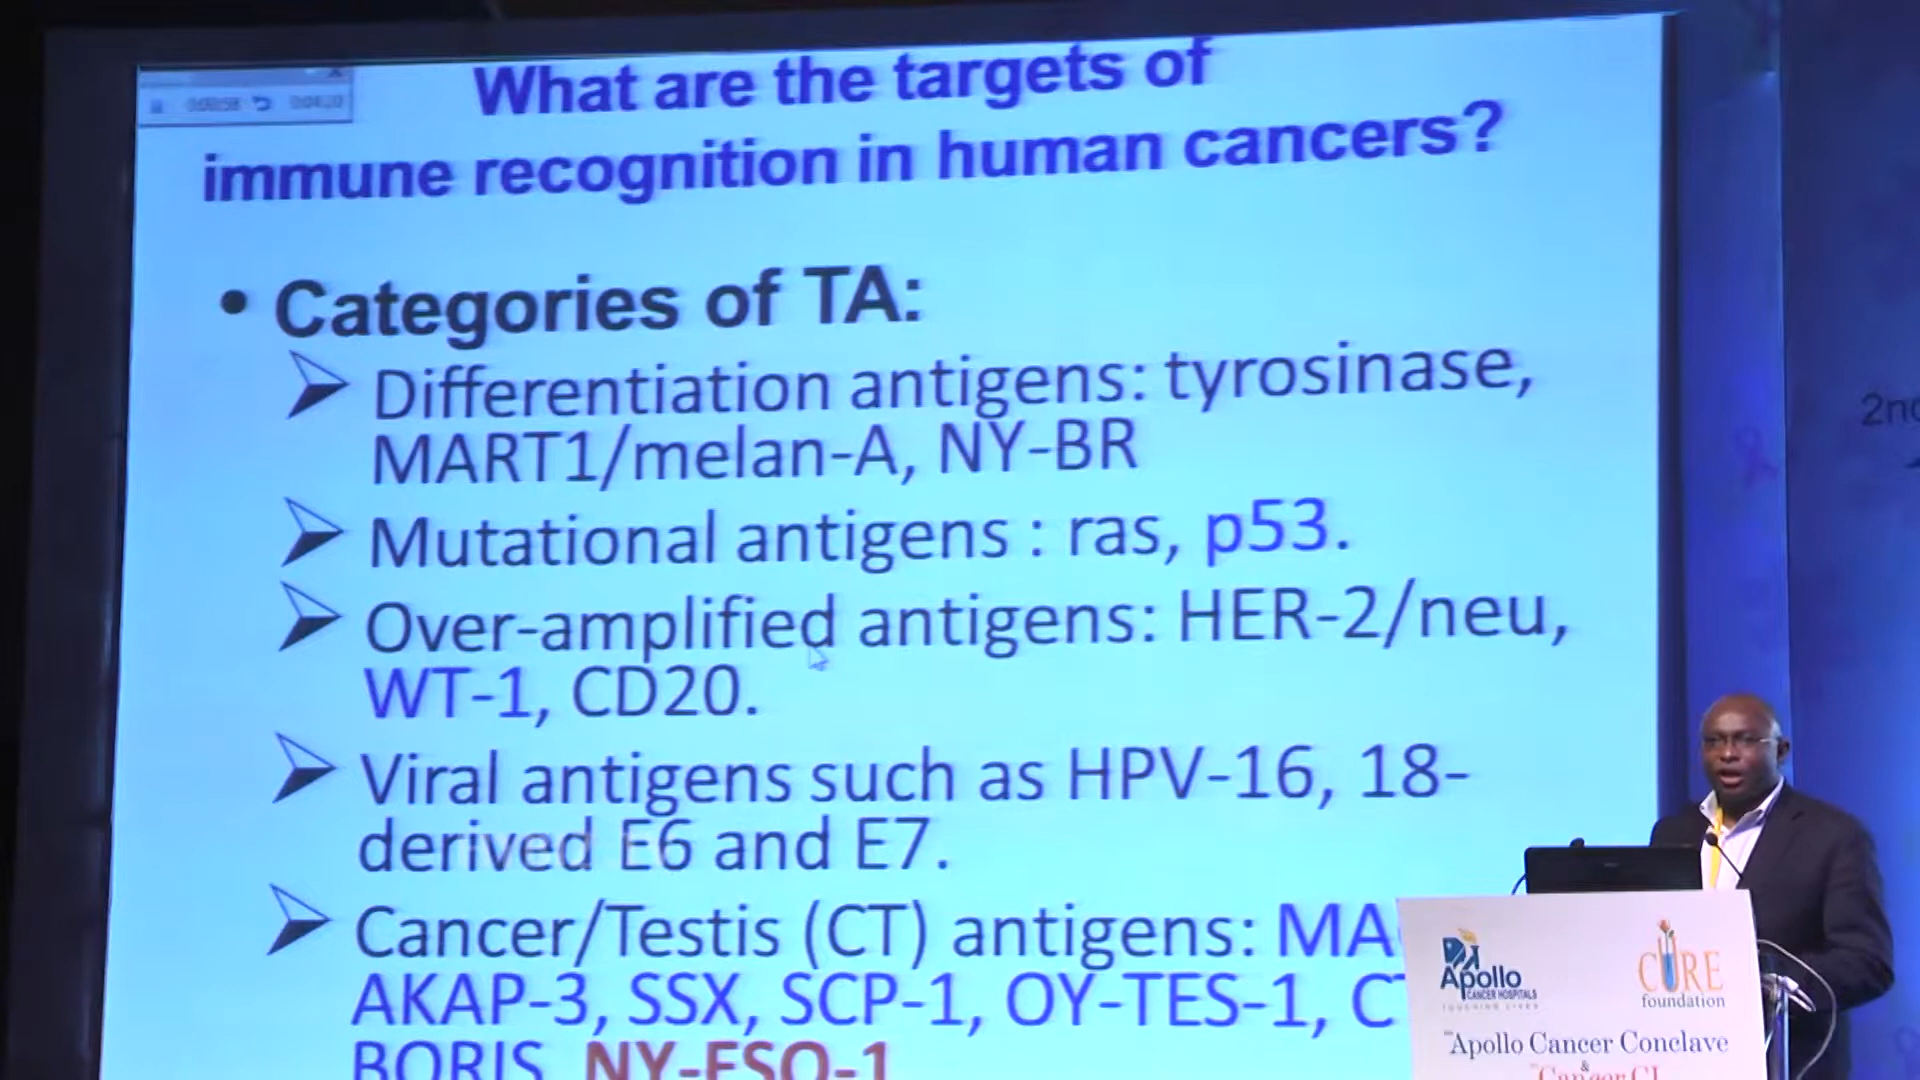 What are the targets of
immune recognition in human cancers?
• Categories of TA:
Differentiation antigens: tyrosinase,
MART1/melan-A, NY-BR
Mutational antigens : ras, p53.
Over-amplified antigens: HER-2/neu,
WT-1, CD20.
Viral antigens such as HPV-16, 18-
derived E6 and E7.
Cancer/Testis (CT) antigens: MA
AKAP-3, SSX, SCP-1, OY-TES-1, C
BORIS, NY-ESO-1
2nd
Apollo
CANCER HOSPITALS
TOUCHING LIVES
CURE
foundation
Apollo Cancer Conclave
&
Cancer CI